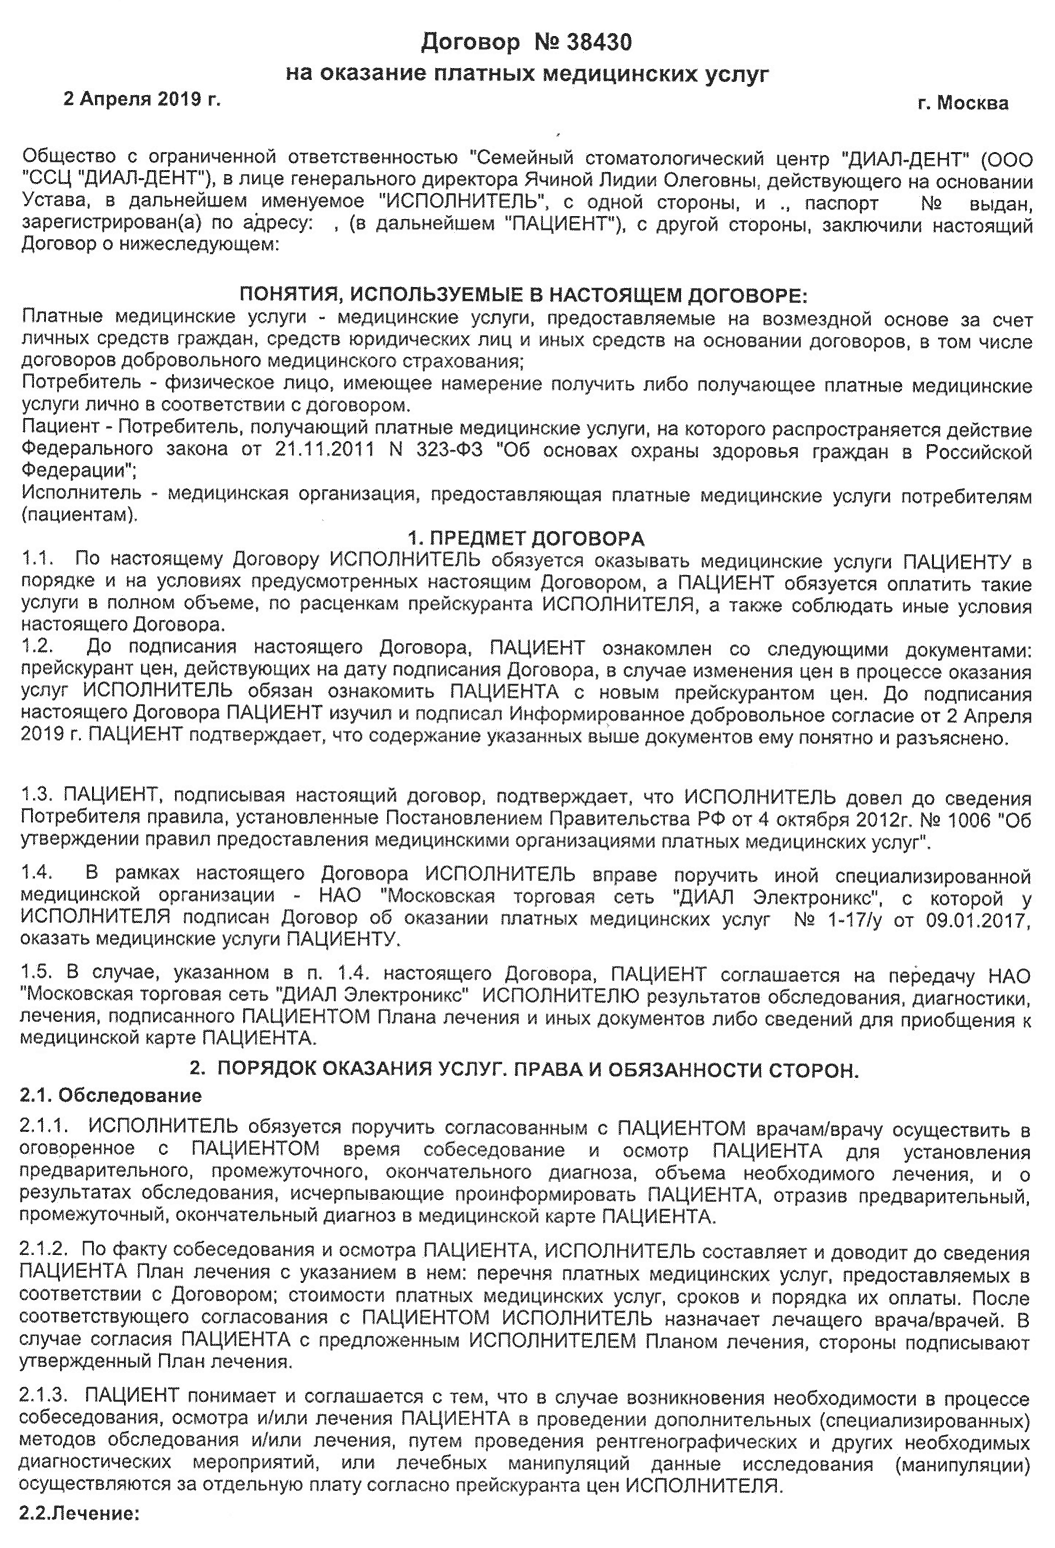 Договор № 38430
на оказание платных медицинских услуг
2 Апреля 2019 г.
г. Москва
Общество с ограниченной ответственностью "Семейный стоматологический центр "ДИАЛ-ДЕНТ" (ООО
"ССЦ "ДИАЛ-ДЕНТ"), в лице генерального директора Ячиной Лидии Олеговны, действующего на основании
Устава, в дальнейшем именуемое "ИСПОЛНИТЕЛЬ", с одной стороны, и ., паспорт № выдан,
зарегистрирован(а) по адресу: , (в дальнейшем "ПАЦИЕНТ"), с другой стороны, заключили настоящий
Договор о нижеследующем:
ПОНЯТИЯ, ИСПОЛЬЗУЕМЫЕ В НАСТОЯЩЕМ ДОГОВОРЕ:
Платные медицинские услуги - медицинские услуги, предоставляемые на возмездной основе за счет
личных средств граждан, средств юридических лиц и иных средств на основании договоров, в том числе
договоров добровольного медицинского страхования;
Потребитель - физическое лицо, имеющее намерение получить либо получающее платные медицинские
услуги лично в соответствии с договором.
Пациент - Потребитель, получающий платные медицинские услуги, на которого распространяется действие
Федерального закона от 21.11.2011 N 323-ФЗ "Об основах охраны здоровья граждан в Российской
Федерации";
Исполнитель - медицинская организация, предоставляющая платные медицинские услуги потребителям
(пациентам).
1. ПРЕДМЕТ ДОГОВОРА
1.1. По настоящему Договору ИСПОЛНИТЕЛЬ обязуется оказывать медицинские услуги ПАЦИЕНТУ в
порядке и на условиях предусмотренных настоящим Договором, а ПАЦИЕНТ обязуется оплатить такие
услуги в полном объеме, по расценкам прейскуранта ИСПОЛНИТЕЛЯ, а также соблюдать иные условия
настоящего Договора.
1.2. До подписания настоящего Договора, ПАЦИЕНТ ознакомлен со следующими документами:
прейскурант цен, действующих на дату подписания Договора, в случае изменения цен в процессе оказания
услуг ИСПОЛНИТЕЛЬ обязан ознакомить ПАЦИЕНТА с новым прейскурантом цен. До подписания
настоящего Договора ПАЦИЕНТ изучил и подписал Информированное добровольное согласие от 2 Апреля
2019 г. ПАЦИЕНТ подтверждает, что содержание указанных выше документов ему понятно и разъяснено.
1.3. ПАЦИЕНТ, подписывая настоящий договор, подтверждает, что ИСПОЛНИТЕЛЬ довел до сведения
Потребителя правила, установленные Постановлением Правительства РФ от 4 октября 2012г. № 1006 "Об
утверждении правил предоставления медицинскими организациями платных медицинских услуг".
1.4. В рамках настоящего Договора ИСПОЛНИТЕЛЬ вправе поручить иной специализированной
медицинской организации - НАО "Московская торговая сеть "ДИАЛ Электроникс", с которой у
ИСПОЛНИТЕЛЯ подписан Договор об оказании платных медицинских услуг № 1-17/у от 09.01.2017,
оказать медицинские услуги ПАЦИЕНТУ.
1.5. В случае, указанном в п. 1.4. настоящего Договора, ПАЦИЕНТ соглашается на передачу НАО
"Московская торговая сеть "ДИАЛ Электроникс" ИСПОЛНИТЕЛЮ результатов обследования, диагностики,
лечения, подписанного ПАЦИЕНТОМ Плана лечения и иных документов либо сведений для приобщения к
медицинской карте ПАЦИЕНТА.
2. ПОРЯДОК ОКАЗАНИЯ УСЛУГ. ПРАВА И ОБЯЗАННОСТИ СТОРОН.
2.1. Обследование
2.1.1. ИСПОЛНИТЕЛЬ обязуется поручить согласованным с ПАЦИЕНТОМ врачам/врачу осуществить в
оговоренное с ПАЦИЕНТОМ время собеседование и осмотр ПАЦИЕНТА для установления
предварительного, промежуточного, окончательного диагноза, объема необходимого лечения, и о
результатах обследования, исчерпывающие проинформировать ПАЦИЕНТА, отразив предварительный,
промежуточный, окончательный диагноз в медицинской карте ПАЦИЕНТА.
2.1.2. По факту собеседования и осмотра ПАЦИЕНТА, ИСПОЛНИТЕЛЬ составляет и доводит до сведения
ПАЦИЕНТА План лечения с указанием в нем: перечня платных медицинских услуг, предоставляемых в
соответствии с Договором; стоимости платных медицинских услуг, сроков и порядка их оплаты. После
соответствующего согласования с ПАЦИЕНТОМ ИСПОЛНИТЕЛЬ назначает лечащего врача/врачей. В
случае согласия ПАЦИЕНТА с предложенным ИСПОЛНИТЕЛЕМ Планом лечения, стороны подписывают
утвержденный План лечения.
2.1.3. ПАЦИЕНТ понимает и соглашается с тем, что в случае возникновения необходимости в процессе
собеседования, осмотра и/или лечения ПАЦИЕНТА в проведении дополнительных (специализированных)
методов обследования и/или лечения, путем проведения рентгенографических и других необходимых
диагностических мероприятий, или лечебных манипуляций данные исследования (манипуляции)
осуществляются за отдельную плату согласно прейскуранта цен ИСПОЛНИТЕЛЯ.
2.2.Лечение: